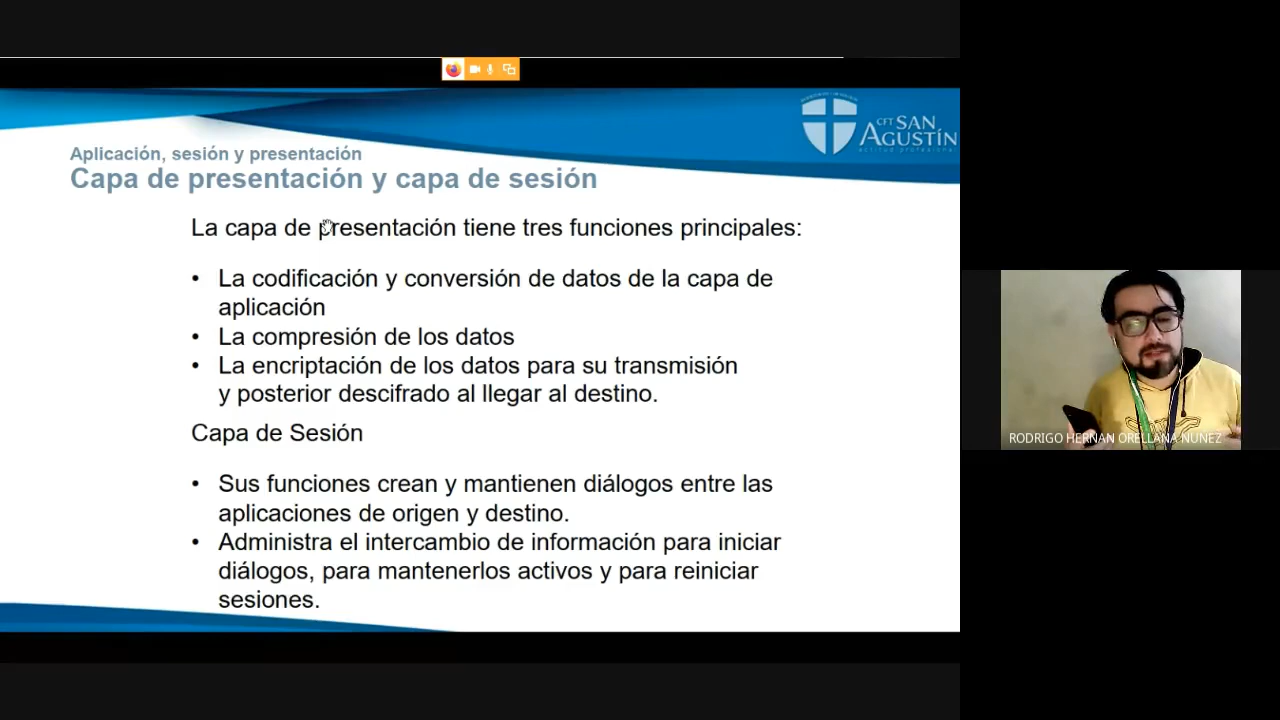 CFT SAN
AGUSTÍN
actitud profesional
Aplicación, sesión y presentación
Capa de presentación y capa de sesión
La capa de presentación tiene tres funciones principales:
• La codificación y conversión de datos de la capa de
aplicación
• La compresión de los datos
• La encriptación de los datos para su transmisión
y posterior descifrado al llegar al destino.
Capa de Sesión
• Sus funciones crean y mantienen diálogos entre las
aplicaciones de origen y destino.
• Administra el intercambio de información para iniciar
diálogos, para mantenerlos activos y para reiniciar
sesiones.
RODRIGO HERNAN ORELLANA NUNEZ